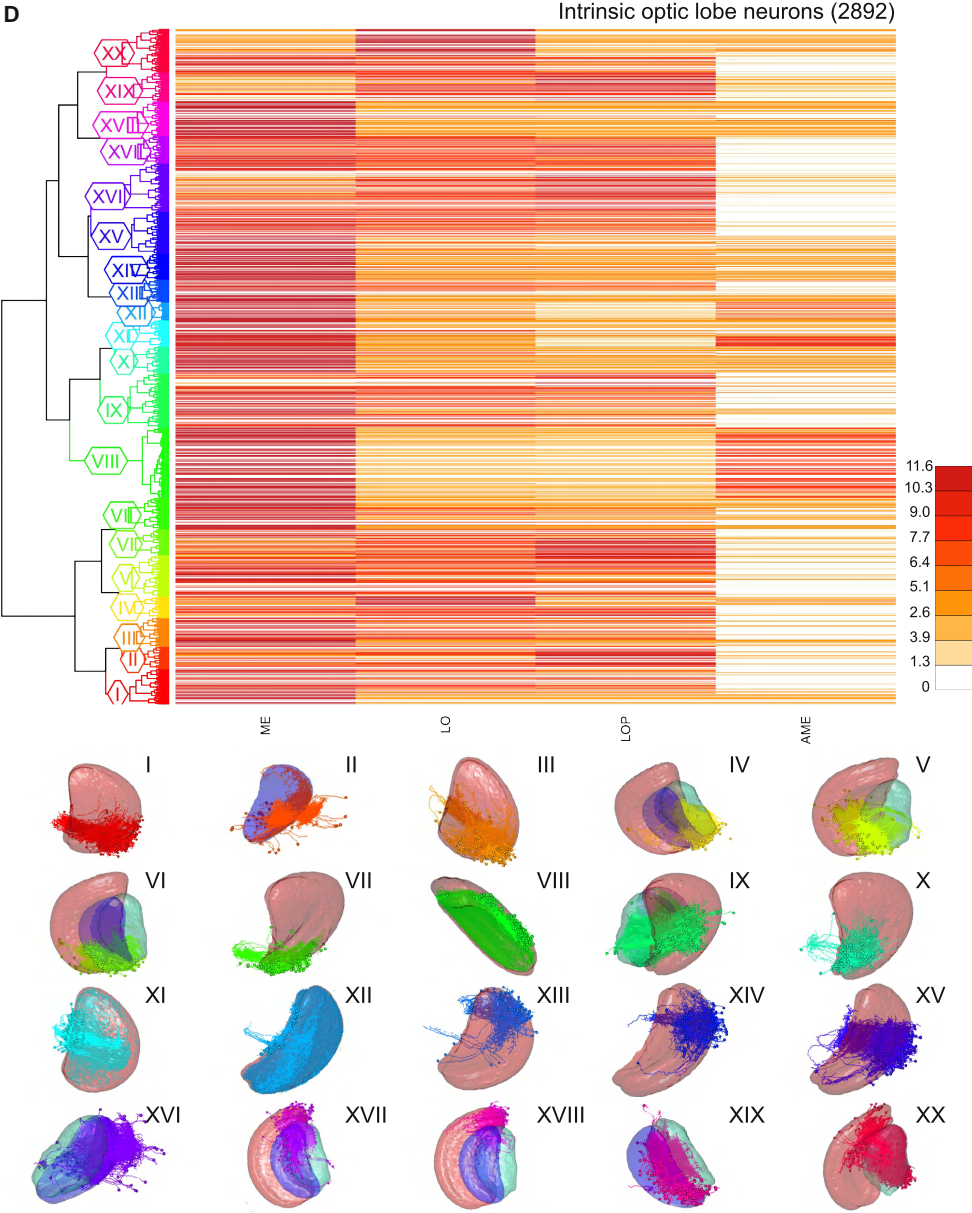 D
Intrinsic optic lobe neurons (2892)
XX
XIX
XVIII
XVII
XVI
XV
XIV
XIII
XII
XI
X
IX
VIII
VII
VI
V
IV
III
II
I
11.6
10.3
9.0
7.7
6.4
5.1
2.6
3.9
1.3
0
ME LO LOP AME
I II III IV V
VI VII VIII IX X
XI XII XIII XIV XV
XVI XVII XVIII XIX XX